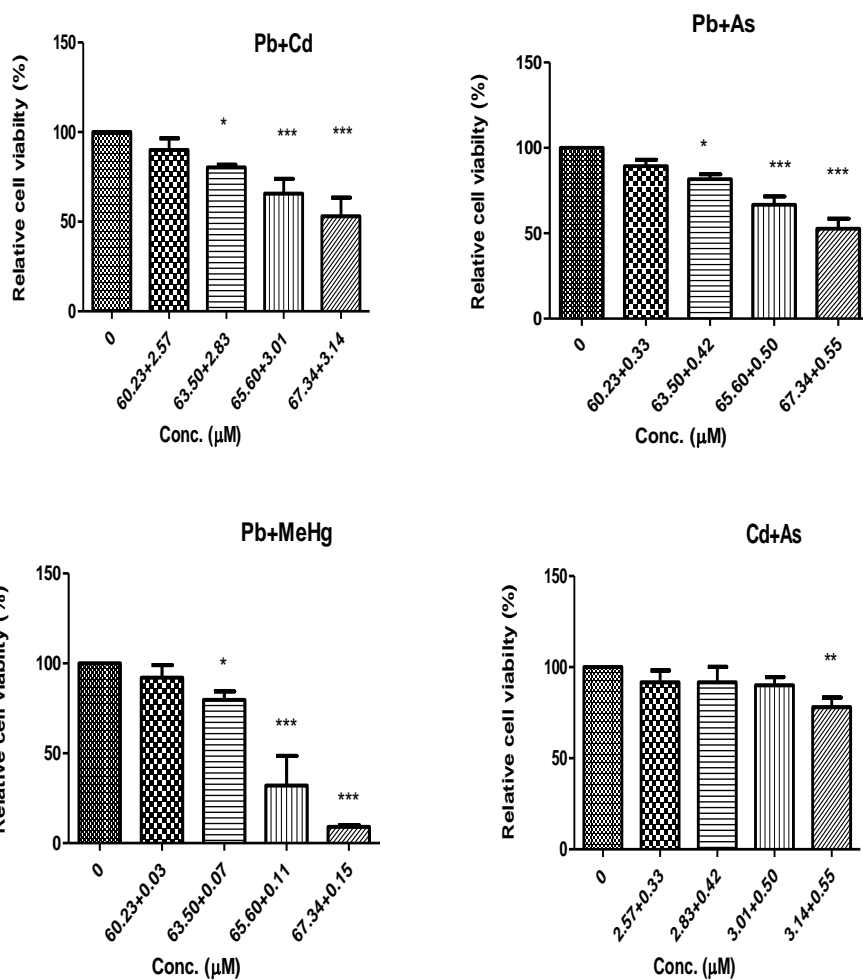 Pb+Cd
Relative cell viabilty (%)
150
100
50
0
* *** ***
0 60.23+2.57 63.50+2.83 65.60+3.01 67.34+3.14
Conc. (μM)
Pb+As
Relative cell viabilty (%)
150
100
50
0
* *** ***
0 60.23+0.33 63.50+0.42 65.60+0.50 67.34+0.55
Conc. (μM)
Pb+MeHg
Relative cell viabilty (%)
150
100
50
0
* *** ***
0 60.23+0.03 63.50+0.07 65.60+0.11 67.34+0.15
Conc. (μM)
Cd+As
Relative cell viabilty (%)
150
100
50
0
**
0 2.57+0.33 2.83+0.42 3.01+0.50 3.14+0.55
Conc. (μM)